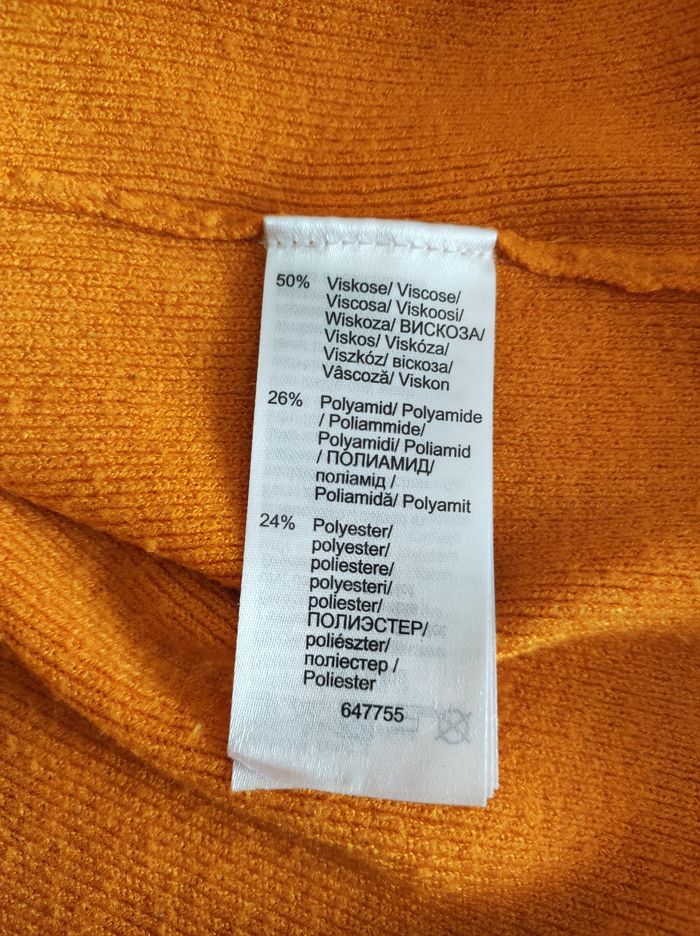 50% Viskose/ Viscose/
Viscosa/ Viskoosi/
Wiskoza/ ВИСКОЗА/
Viskos/ Viskóza/
Viszkóz/ віскоза/
Vâscoză/ Viskon
26% Polyamid/ Polyamide
/ Poliammide/
Polyamidi/ Poliamid
/ ПОЛИАМИД/
поліамід /
Poliamidă/ Polyamit
24% Polyester/
polyester/
poliestere/
polyesteri/
poliester/
ПОЛИЭСТЕР/
poliészter/
поліестер /
Poliester
647755